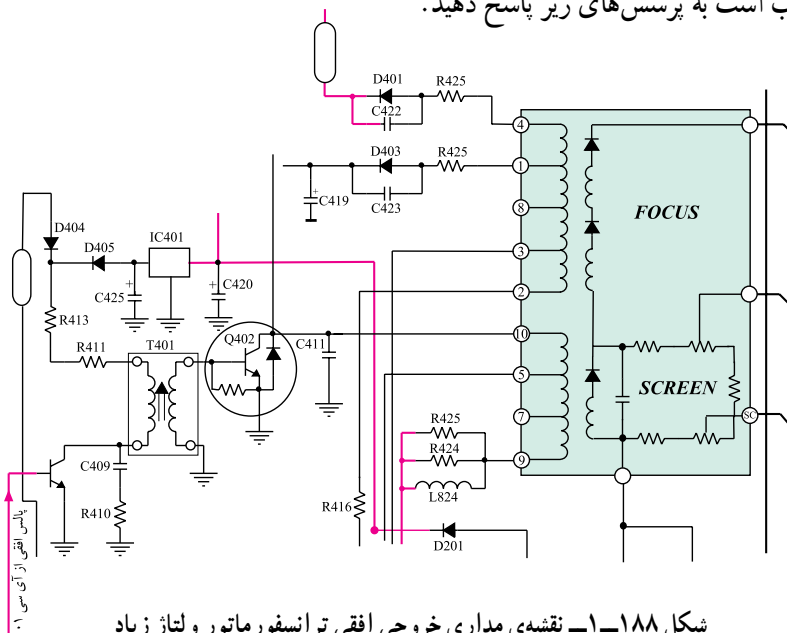 ب است به پرسش‌های زیر پاسخ دهید.
D401
R425
C422
4
D403
R425
1
C419
C423
8
FOCUS
D404
D405
IC401
3
C425
C420
2
R413
R411
T401
Q402
C411
10
5
SCREEN
7
SC
R425
R424
9
L824
C409
R410
R416
D201
پالس افقی از آی سی ۰۱
شکل ۱۸۸ــ۱ــ نقشه‌ی مداری خروجی افقی ترانسفورماتور ولتاژ زیاد